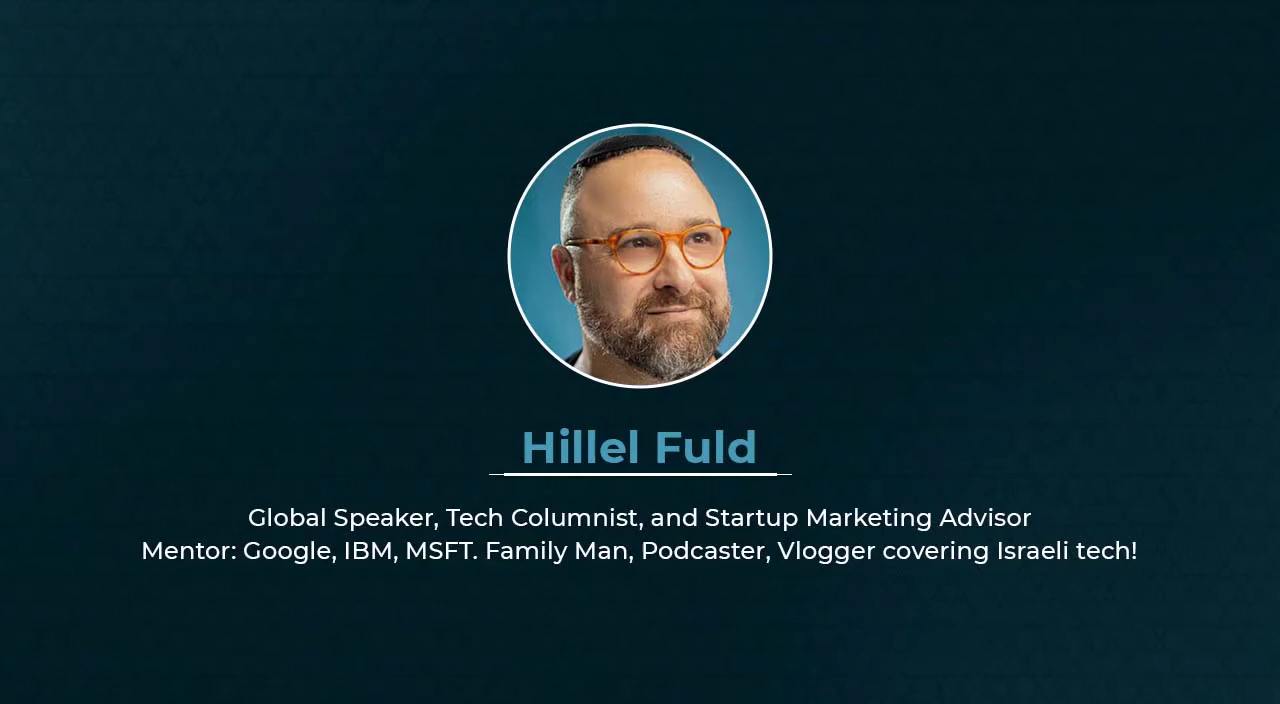 Hillel Fuld
Global Speaker, Tech Columnist, and Startup Marketing Advisor
Mentor: Google, IBM, MSFT. Family Man, Podcaster, Vlogger covering Israeli tech!